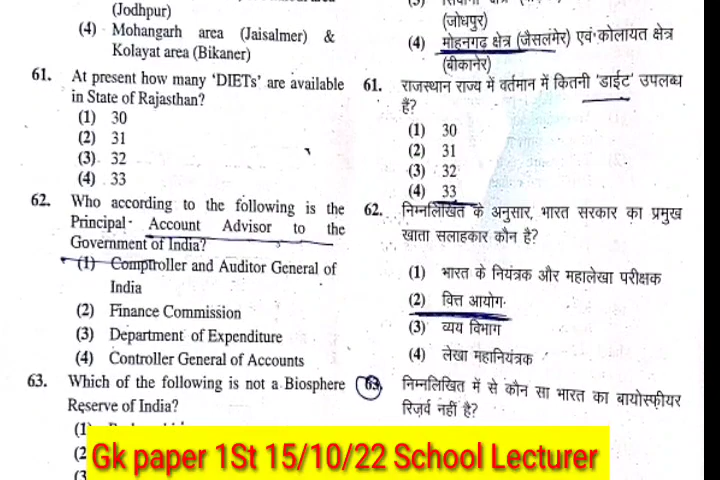 (Jodhpur)
(4) Mohangarh area (Jaisalmer) &
Kolayat area (Bikaner)
61. At present how many 'DIETs' are available
in State of Rajasthan?
(1) 30
(2) 31
(3) 32
(4) 33
62. Who according to the following is the
Principal Account Advisor to the
Government of India?
(1) Comptroller and Auditor General of
India
(2) Finance Commission
(3) Department of Expenditure
(4) Controller General of Accounts
63. Which of the following is not a Biosphere
Reserve of India?
(1)
(2
(3
(जोधपुर)
(4) मोहनगढ़ क्षेत्र (जैसलमेर) एवं कोलायत क्षेत्र
(बीकानेर)
61. राजस्थान राज्य में वर्तमान में कितनी 'डाईट' उपलब्ध
हैं?
(1) 30
(2) 31
(3) 32
(4) 33
62. निम्नलिखित के अनुसार, भारत सरकार का प्रमुख
खाता सलाहकार कौन है?
(1) भारत के नियंत्रक और महालेखा परीक्षक
(2) वित्त आयोग
(3) व्यय विभाग
(4) लेखा महानियंत्रक
63. निम्नलिखित में से कौन सा भारत का बायोस्फीयर
रिज़र्व नहीं है?
Gk paper 1St 15/10/22 School Lecturer